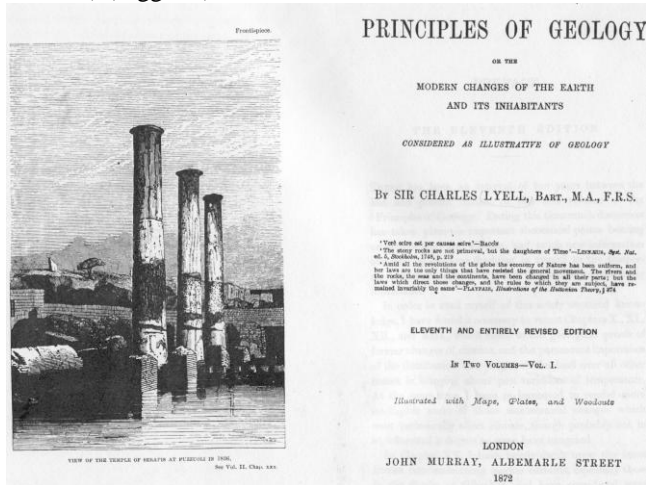 Frontispiece.
VIEW OF THE TEMPLE OF SERAPIS AT PUZZUOLI IN 1836.
See Vol. II. Chap.
PRINCIPLES OF GEOLOGY
OR THE
MODERN CHANGES OF THE EARTH
AND ITS INHABITANTS
CONSIDERED AS ILLUSTRATIVE OF GEOLOGY
BY SIR CHARLES LYELL, BART., M.A., F.R.S.
'Verè scire est per causas scire'—BACON
'The stony rocks are not primeval, but the daughters of Time'—LINNÆUS, Syst. Nat.
ed. 5, Stockholm, 1748, p. 219
'Amid all the revolutions of the globe the economy of Nature has been uniform, and
her laws are the only things that have resisted the general movement. The rivers and
the rocks, the seas and the continents, have been changed in all their parts; but the
laws which direct those changes, and the rules to which they are subject, have re-
mained invariably the same'—PLAYFAIR, Illustrations of the Huttonian Theory, § 374
ELEVENTH AND ENTIRELY REVISED EDITION
IN TWO VOLUMES—VOL. I.
Illustrated with Maps, Plates, and Woodcuts
LONDON
JOHN MURRAY, ALBEMARLE STREET
1872